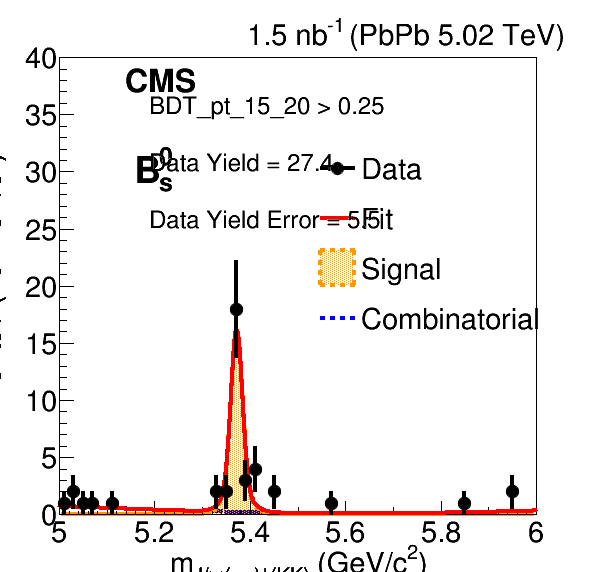 1.5 nb-1 (PbPb 5.02 TeV)
40
CMS
BDT_pt_15_20 > 0.25
35
Data Yield = 27.4
B0s
Data
30
Data Yield Error = 5.5
Fit
25
Signal
20
Combinatorial
15
10
5
0
5 5.2 5.4 5.6 5.8 6
(GeV/c2)